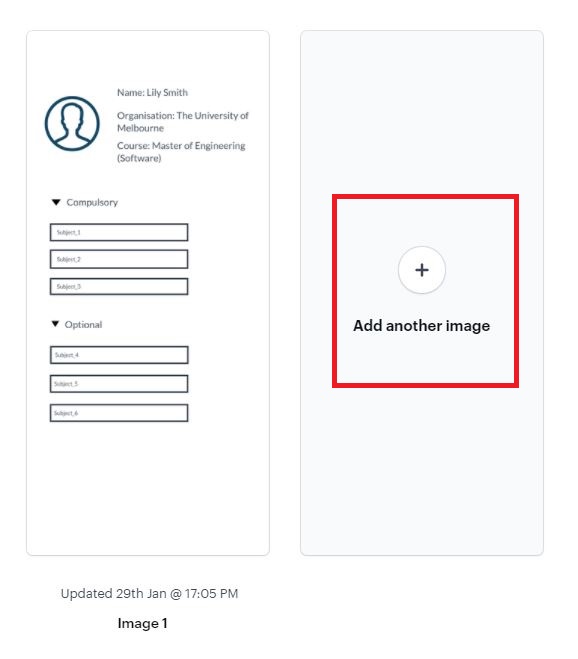 Name: Lily Smith
Organisation: The University of
Melbourne
Course: Master of Engineering
(Software)
Compulsory
Subject_1
Subject_2
Subject_3
Optional
Subject_4
Subject_5
Subject_6
+
Add another image
Updated 29th Jan @ 17:05 PM
Image 1